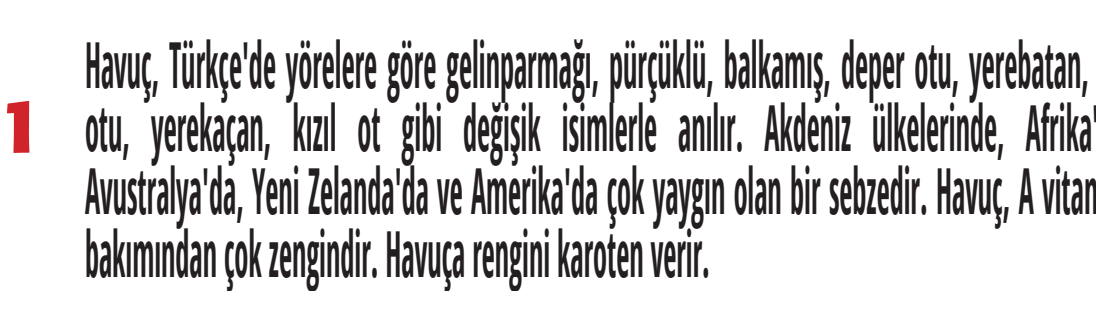 1
Havuç, Türkçe'de yörelere göre gelinparmağı, pürçüklü, balkamış, deper otu, yerebatan,
otu, yerekaçan, kızıl ot gibi değişik isimlerle anılır. Akdeniz ülkelerinde, Afrika'
Avustralya'da, Yeni Zelanda'da ve Amerika'da çok yaygın olan bir sebzedir. Havuç, A
bakımından çok zengindir. Havuça rengini karoten verir.